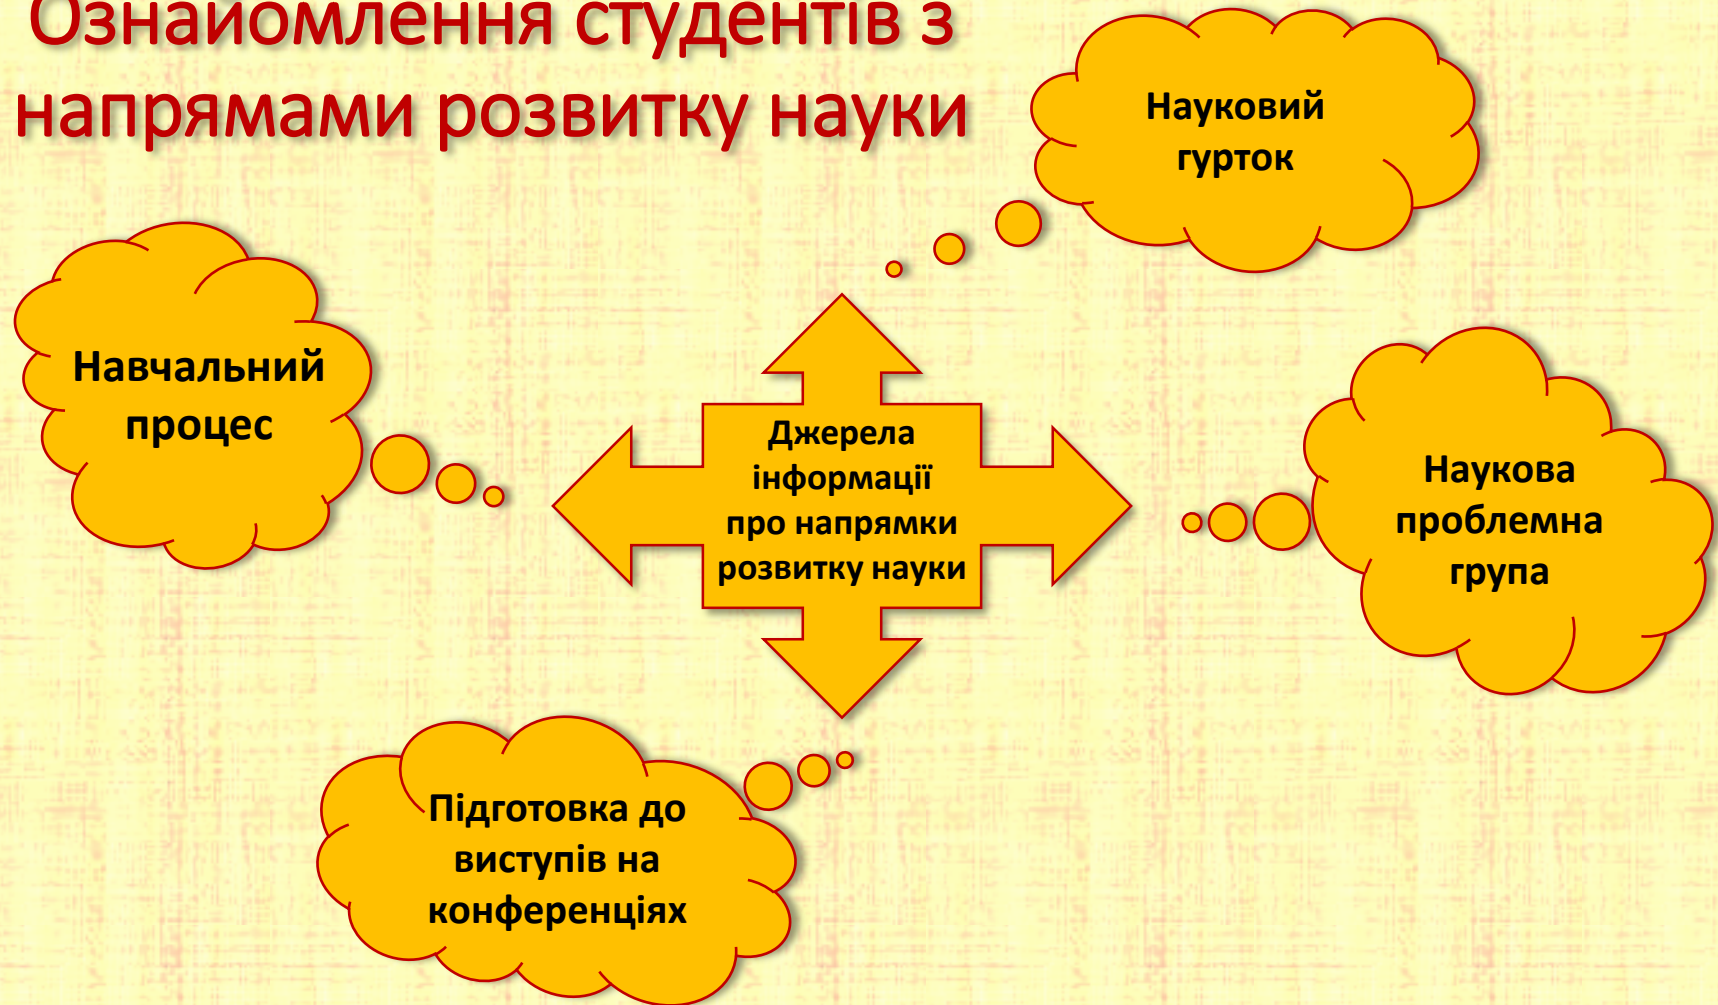 Ознайомлення студентів з
напрямами розвитку науки
Науковий
гурток
Навчальний
процес
Джерела
інформації
про напрямки
розвитку науки
Наукова
проблемна
група
Підготовка до
виступів на
конференціях